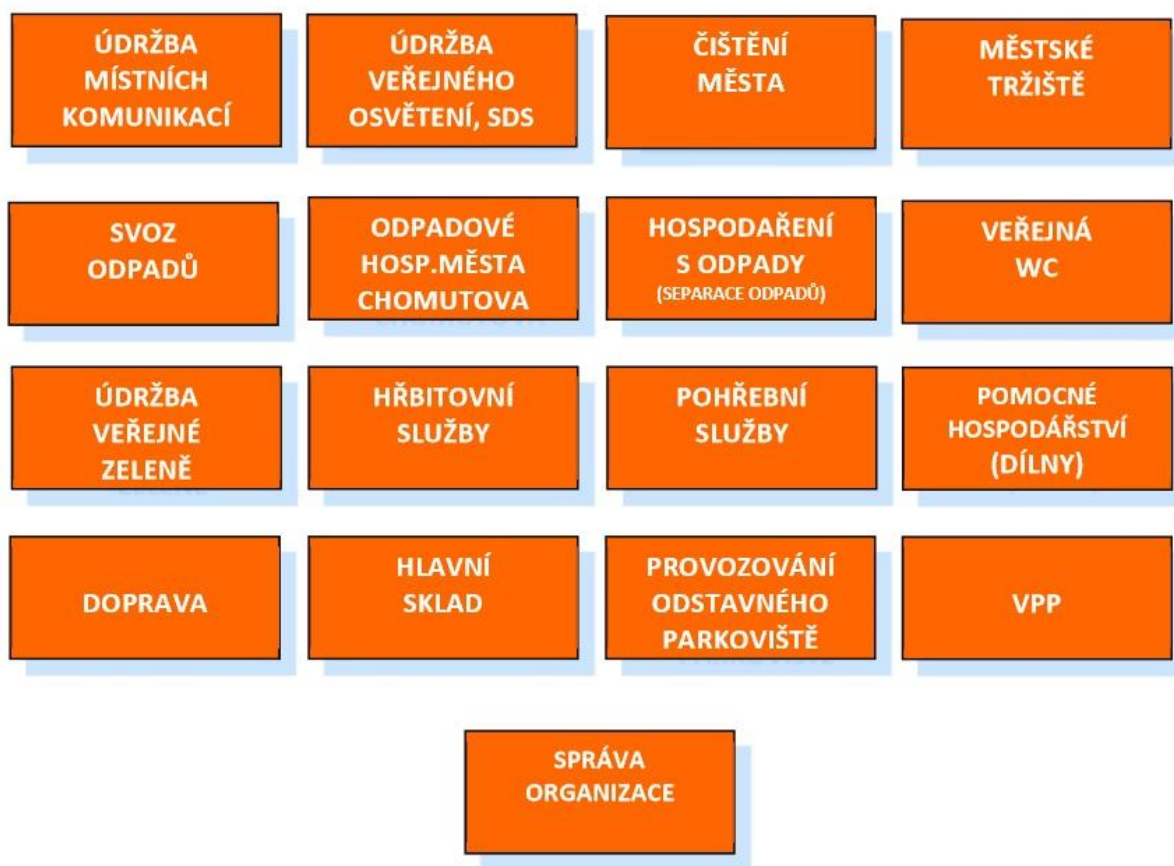 ÚDRŽBA
MÍSTNÍCH
KOMUNIKACÍ
ÚDRŽBA
VEŘEJNÉHO
OSVĚTENÍ, SDS
ČIŠTĚNÍ
MĚSTA
MĚSTSKÉ
TRŽIŠTĚ
SVOZ
ODPADŮ
ODPADOVÉ
HOSP.MĚSTA
CHOMUTOVA
HOSPODAŘENÍ
S ODPADY
(SEPARACE ODPADŮ)
VEŘEJNÁ
WC
ÚDRŽBA
VEŘEJNÉ
ZELENĚ
HŘBITOVNÍ
SLUŽBY
POHŘEBNÍ
SLUŽBY
POMOCNÉ
HOSPODÁŘSTVÍ
(DÍLNY)
DOPRAVA
HLAVNÍ
SKLAD
PROVOZOVÁNÍ
ODSTAVNÉHO
PARKOVIŠTĚ
VPP
SPRÁVA
ORGANIZACE